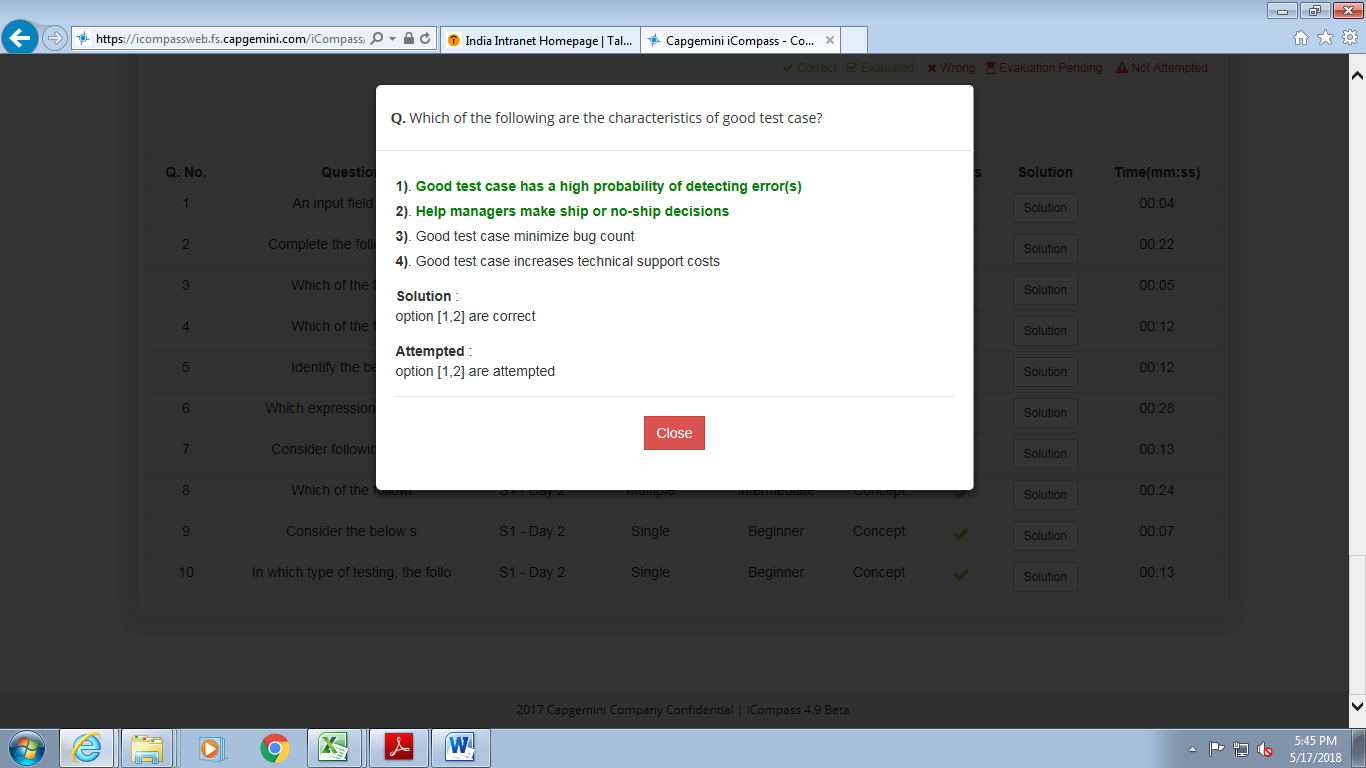 https://icompassweb.fs.capgemini.com/iCompass,
India Intranet Homepage | Tal...
Capgemini iCompass - Co...
Correct Evaluated Wrong Evaluation Pending Not Attempted
Q. Which of the following are the characteristics of good test case?
1). Good test case has a high probability of detecting error(s)
2). Help managers make ship or no-ship decisions
3). Good test case minimize bug count
4). Good test case increases technical support costs
Solution :
option [1,2] are correct
Attempted :
option [1,2] are attempted
Close
Q. No. Solution Time(mm:ss)
1 An input field Solution 00:04
2 Complete the Solution 00:22
3 Which of the Solution 00:05
4 Which of the Solution 00:12
5 Identify the Solution 00:12
6 Which expression Solution 00:28
7 Consider Solution 00:13
8 Which of the Solution 00:24
9 Consider the below s S1 - Day 2 Single Beginner Concept Solution 00:07
10 In which type of testing, the follo S1 - Day 2 Single Beginner Concept Solution 00:13
2017 Capgemini Company Confidential | iCompass 4.9 Beta
5:45 PM
5/17/2018